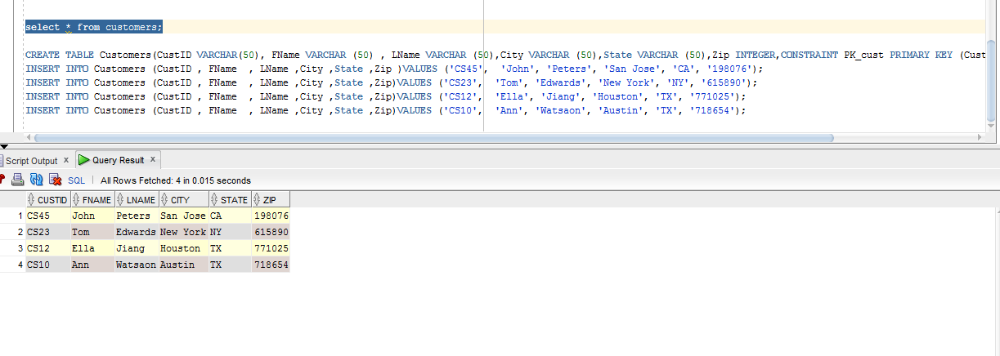 select * from customers;
CREATE TABLE Customers(CustID VARCHAR(50), FName VARCHAR (50) , LName VARCHAR (50),City VARCHAR (50),State VARCHAR (50),Zip INTEGER,CONSTRAINT PK_cust PRIMARY KEY (Cust
INSERT INTO Customers (CustID , FName  , LName ,City ,State ,Zip )VALUES ('CS45',  'John', 'Peters', 'San Jose', 'CA', '198076');
INSERT INTO Customers (CustID , FName  , LName ,City ,State ,Zip)VALUES ('CS23',  'Tom', 'Edwards', 'New York', 'NY', '615890');
INSERT INTO Customers (CustID , FName  , LName ,City ,State ,Zip)VALUES ('CS12',  'Ella', 'Jiang', 'Houston', 'TX', '771025');
INSERT INTO Customers (CustID , FName  , LName ,City ,State ,Zip)VALUES ('CS10',  'Ann', 'Watsaon', 'Austin', 'TX', '718654');
Script Output x Query Result x
SQL | All Rows Fetched: 4 in 0.015 seconds
CUSTID FNAME LNAME CITY STATE ZIP
1 CS45 John Peters San Jose CA 198076
2 CS23 Tom Edwards New York NY 615890
3 CS12 Ella Jiang Houston TX 771025
4 CS10 Ann Watsaon Austin TX 718654